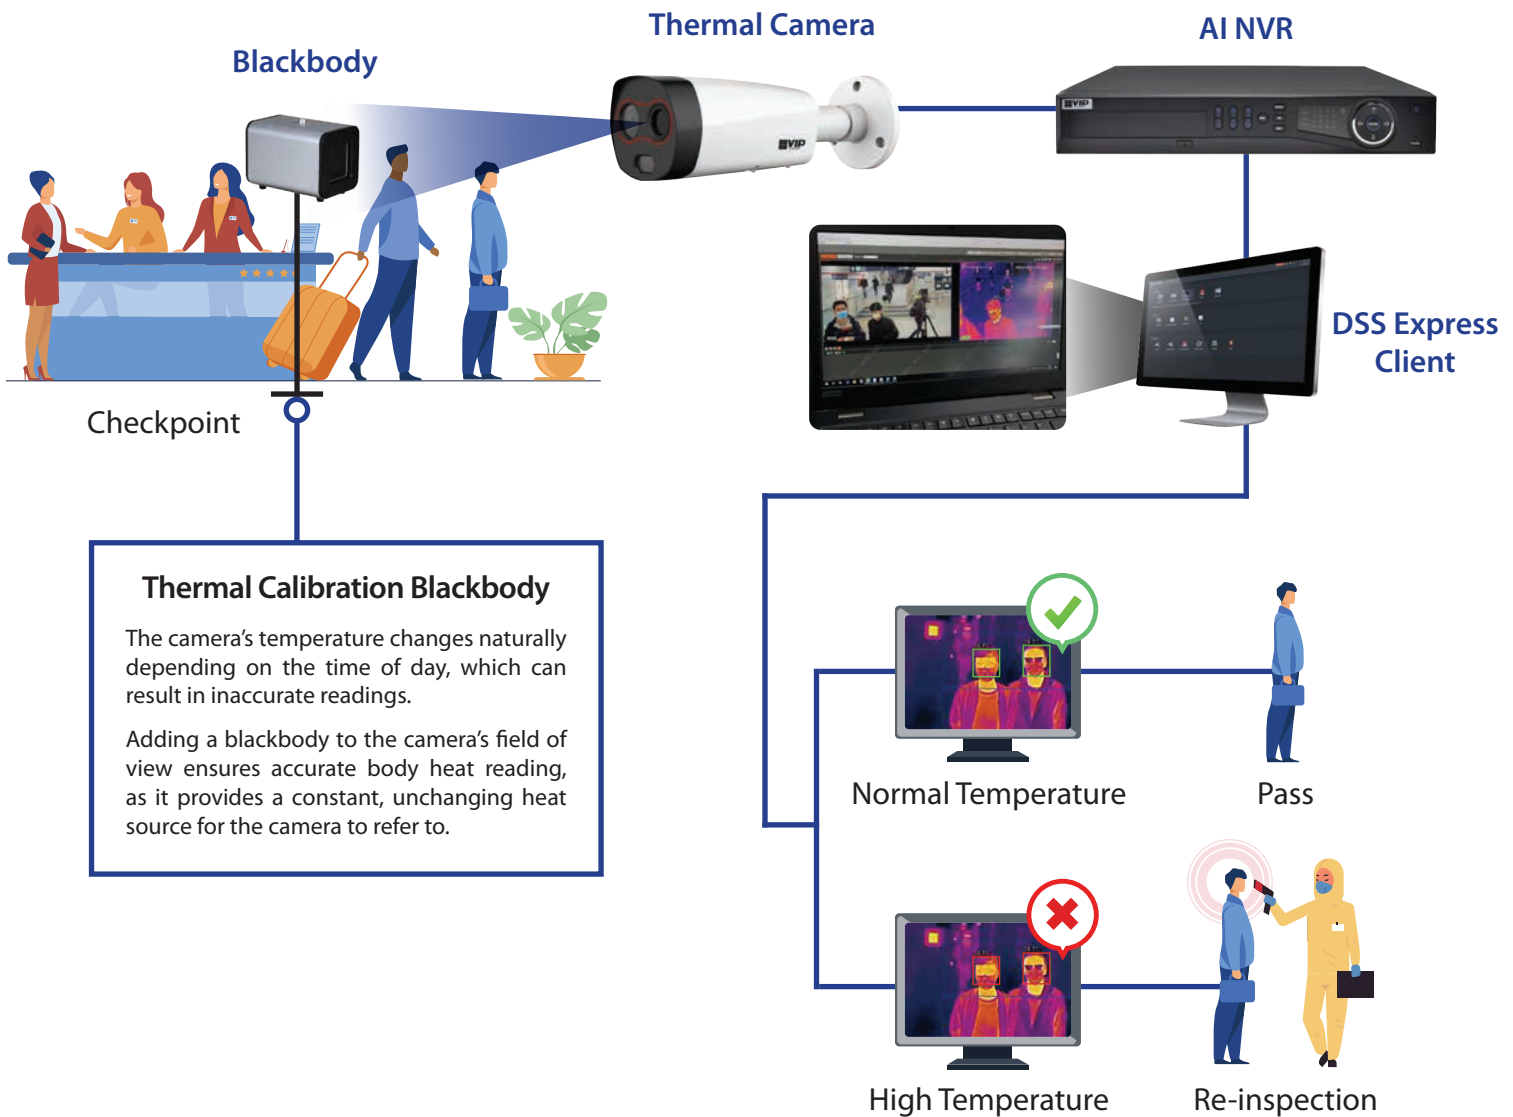 Thermal Camera
AI NVR
Blackbody
VIP
VIP
DSS Express
Client
Checkpoint
Thermal Calibration Blackbody
The camera’s temperature changes naturally
depending on the time of day, which can
result in inaccurate readings.
Adding a blackbody to the camera’s field of
view ensures accurate body heat reading,
as it provides a constant, unchanging heat
source for the camera to refer to.
Normal Temperature
Pass
High Temperature
Re-inspection